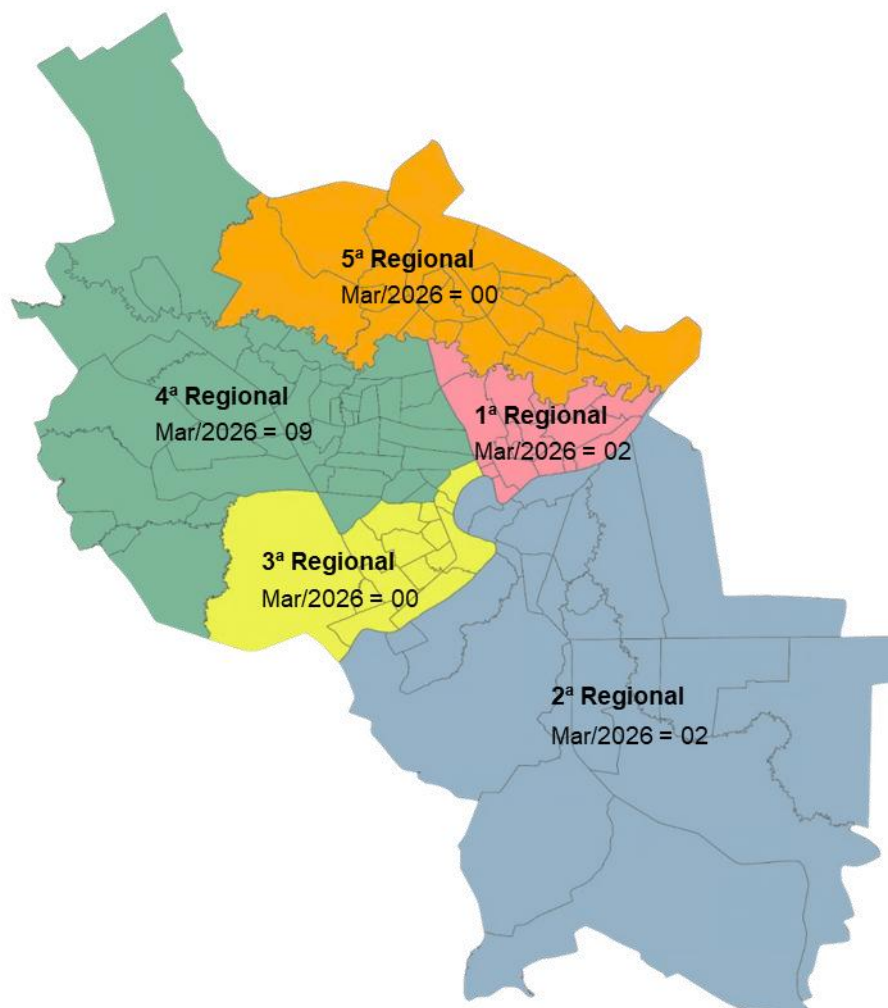 5ª Regional
Mar/2026 = 00
4ª Regional
Mar/2026 = 09
1ª Regional
Mar/2026 = 02
3ª Regional
Mar/2026 = 00
2ª Regional
Mar/2026 = 02